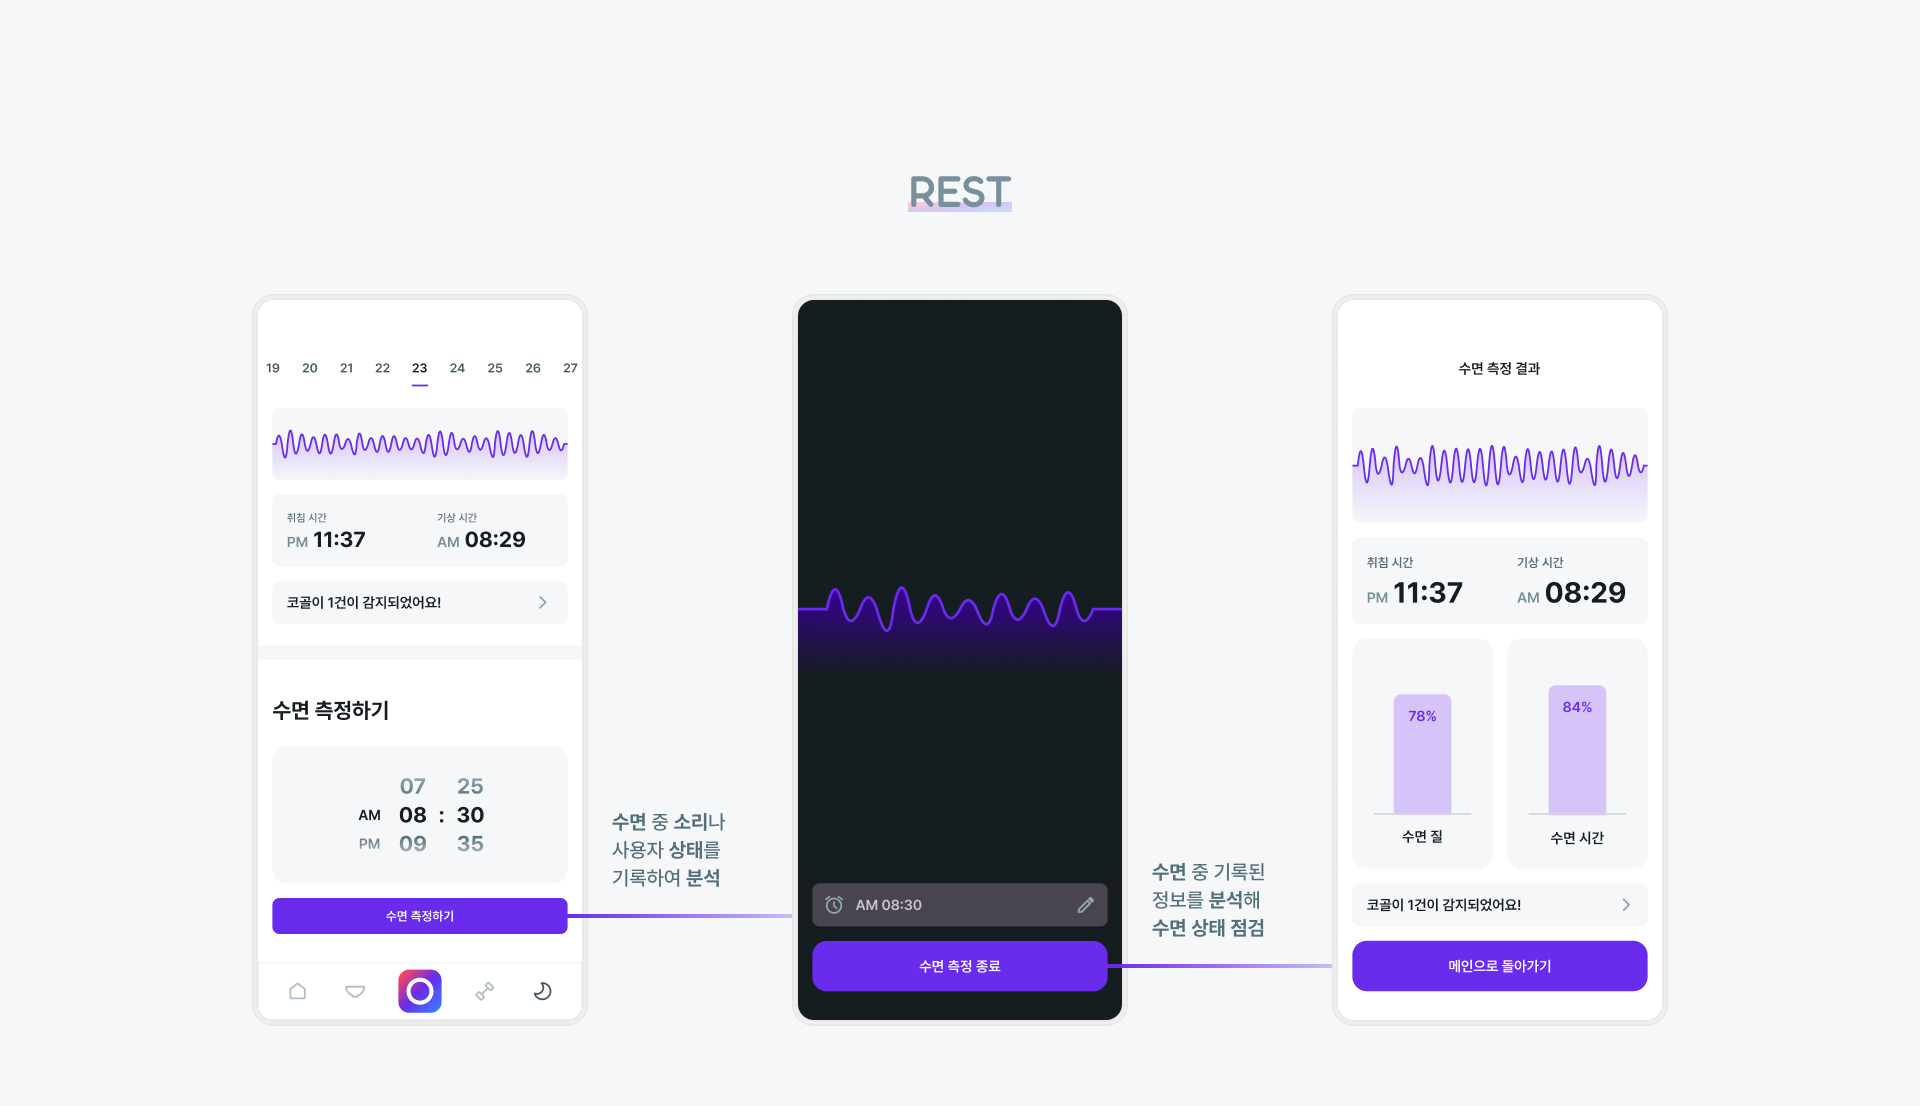 REST
19 20 21 22 23 24 25 26 27
취침 시간 기상 시간
PM 11:37 AM 08:29
코골이 1건이 감지되었어요!
수면 측정하기
07 25
AM 08 : 30
PM 09 35
수면 측정하기
수면 중 소리나
사용자 상태를
기록하여 분석
AM 08:30
수면 측정 종료
수면 중 기록된
정보를 분석해
수면 상태 점검
수면 측정 결과
취침 시간 기상 시간
PM 11:37 AM 08:29
78% 84%
수면 질 수면 시간
코골이 1건이 감지되었어요!
메인으로 돌아가기